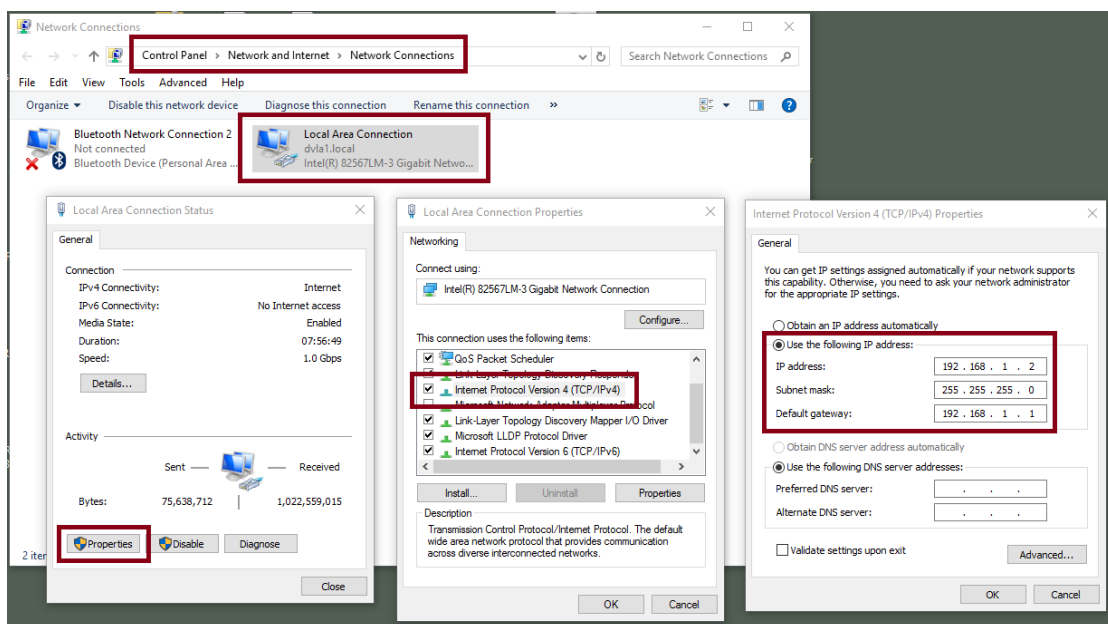 Network Connections
Control Panel > Network and Internet > Network Connections
Search Network Connections
File Edit View Tools Advanced Help
Organize Disable this network device Diagnose this connection Rename this connection »
Bluetooth Network Connection 2
Not connected
Bluetooth Device (Personal Area ...
Local Area Connection
dvla1.local
Intel(R) 82567LM-3 Gigabit Netwo...
Local Area Connection Status
General
Connection
IPv4 Connectivity: Internet
IPv6 Connectivity: No Internet access
Media State: Enabled
Duration: 07:56:49
Speed: 1.0 Gbps
Details...
Activity
Sent Received
Bytes: 75,638,712 1,022,559,015
Properties Disable Diagnose
Close
2
Local Area Connection Properties
Networking
Connect using:
Intel(R) 82567LM-3 Gigabit Network Connection
Configure...
This connection uses the following items:
QoS Packet Scheduler
Link-Layer Topology Discovery Responder
Internet Protocol Version 4 (TCP/IPv4)
Microsoft Network Adapter Multiplexor Protocol
Link-Layer Topology Discovery Mapper I/O Driver
Microsoft LLDP Protocol Driver
Internet Protocol Version 6 (TCP/IPv6)
Install... Uninstall Properties
Description
Transmission Control Protocol/Internet Protocol. The default
wide area network protocol that provides communication
across diverse interconnected networks.
OK Cancel
Internet Protocol Version 4 (TCP/IPv4) Properties
General
You can get IP settings assigned automatically if your network supports
this capability. Otherwise, you need to ask your network administrator
for the appropriate IP settings.
Obtain an IP address automatically
Use the following IP address:
IP address: 192 . 168 . 1 . 2
Subnet mask: 255 . 255 . 255 . 0
Default gateway: 192 . 168 . 1 . 1
Obtain DNS server address automatically
Use the following DNS server addresses:
Preferred DNS server: . . .
Alternate DNS server: . . .
Validate settings upon exit
Advanced...
OK Cancel